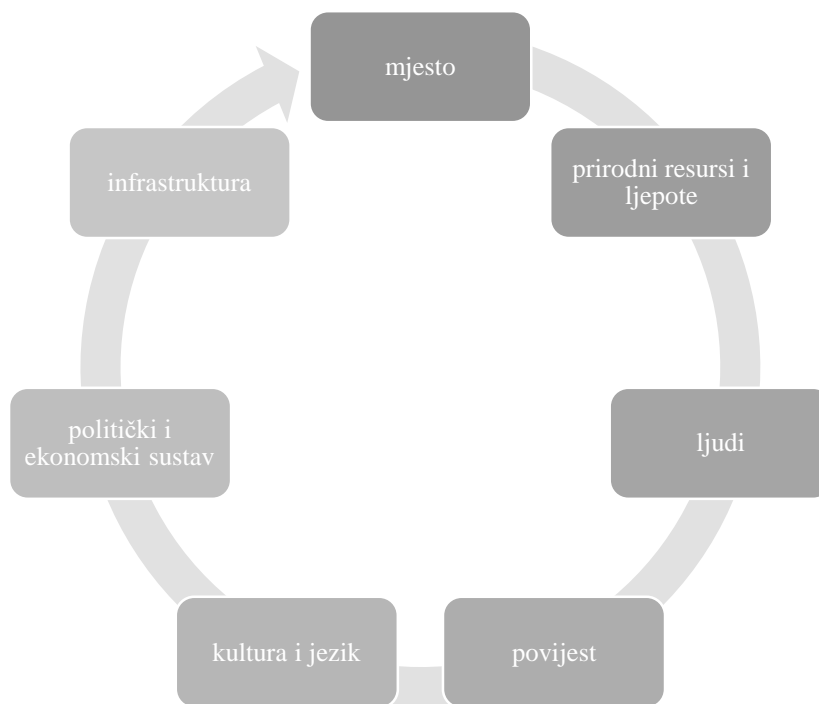 mjesto
prirodni resursi i
ljepote
ljudi
povijest
kultura i jezik
politički i
ekonomski sustav
infrastruktura